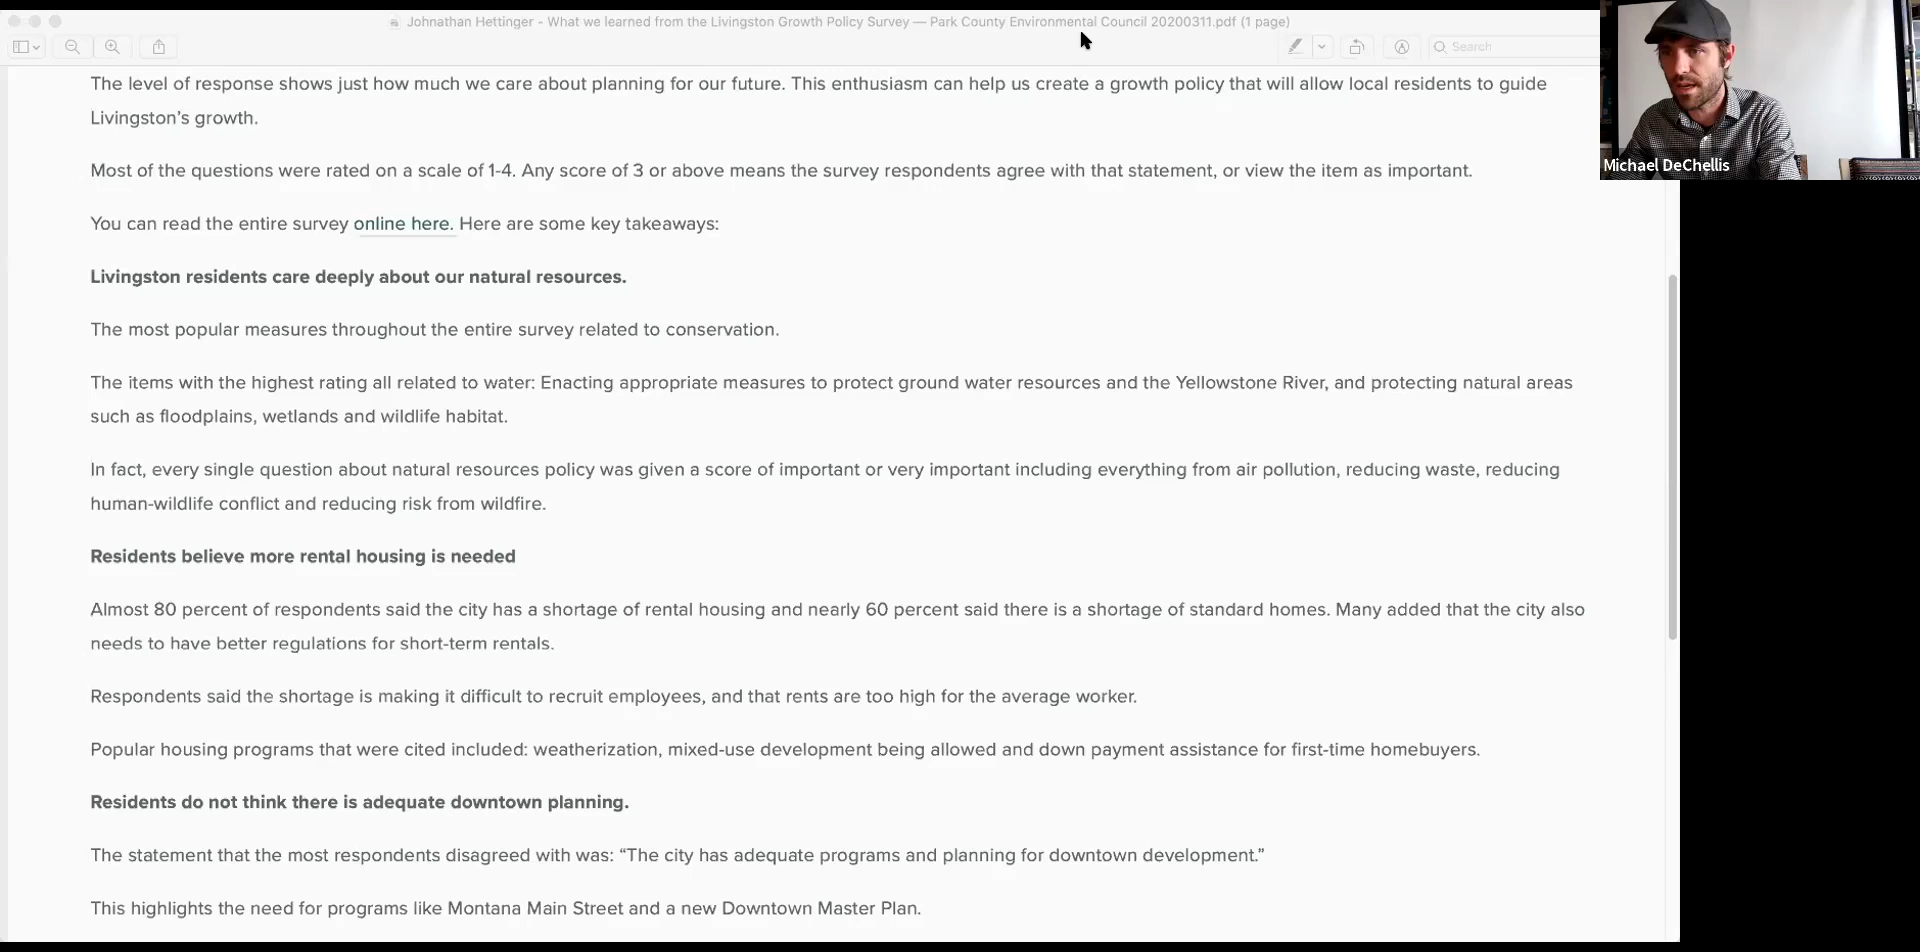 Johnathan Hettinger - What we learned from the Livingston Growth Policy Survey — Park County Environmental Council 20200311.pdf (1 page)
Search
Michael DeChellis
The level of response shows just how much we care about planning for our future. This enthusiasm can help us create a growth policy that will allow local residents to guide
Livingston’s growth.
Most of the questions were rated on a scale of 1-4. Any score of 3 or above means the survey respondents agree with that statement, or view the item as important.
You can read the entire survey online here. Here are some key takeaways:
Livingston residents care deeply about our natural resources.
The most popular measures throughout the entire survey related to conservation.
The items with the highest rating all related to water: Enacting appropriate measures to protect ground water resources and the Yellowstone River, and protecting natural areas
such as floodplains, wetlands and wildlife habitat.
In fact, every single question about natural resources policy was given a score of important or very important including everything from air pollution, reducing waste, reducing
human-wildlife conflict and reducing risk from wildfire.
Residents believe more rental housing is needed
Almost 80 percent of respondents said the city has a shortage of rental housing and nearly 60 percent said there is a shortage of standard homes. Many added that the city also
needs to have better regulations for short-term rentals.
Respondents said the shortage is making it difficult to recruit employees, and that rents are too high for the average worker.
Popular housing programs that were cited included: weatherization, mixed-use development being allowed and down payment assistance for first-time homebuyers.
Residents do not think there is adequate downtown planning.
The statement that the most respondents disagreed with was: “The city has adequate programs and planning for downtown development.”
This highlights the need for programs like Montana Main Street and a new Downtown Master Plan.